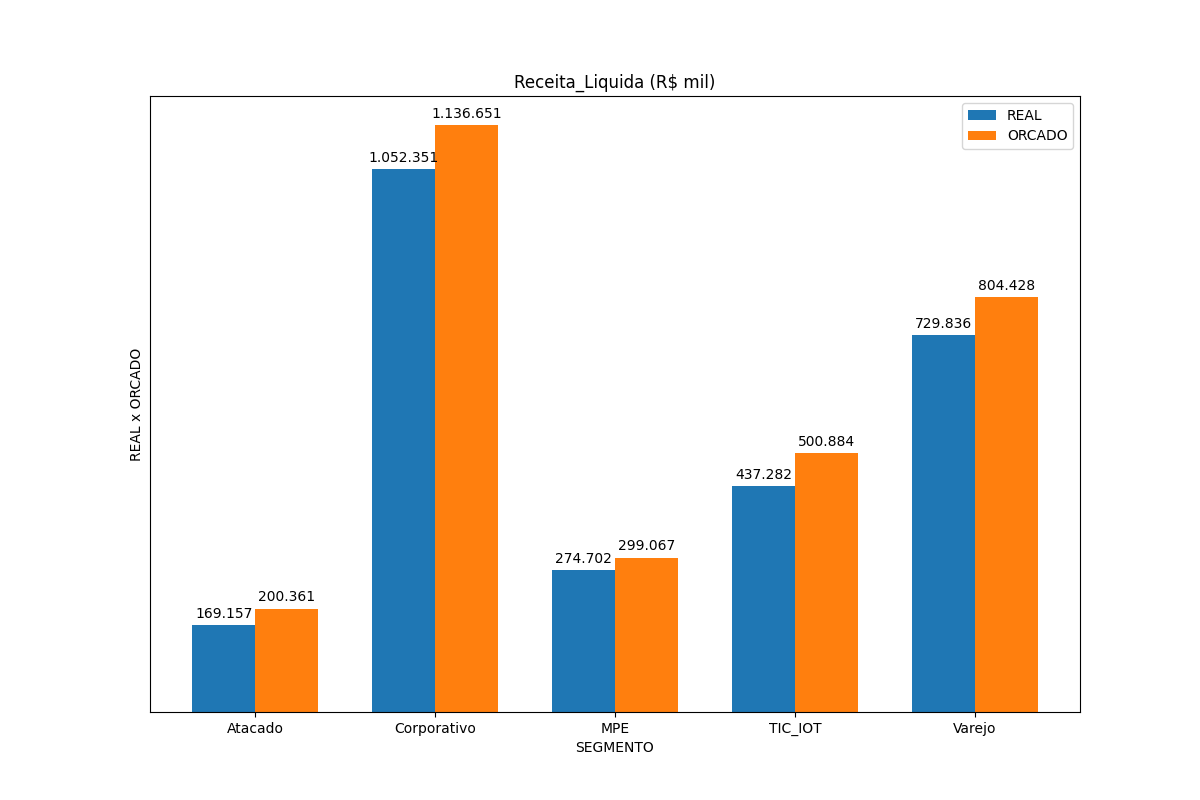 Receita_Liquida (R$ mil)
REAL
ORCADO
1.136.651
1.052.351
804.428
729.836
500.884
437.282
299.067
274.702
200.361
169.157
REAL x ORCADO
Atacado
Corporativo
MPE
TIC_IOT
Varejo
SEGMENTO